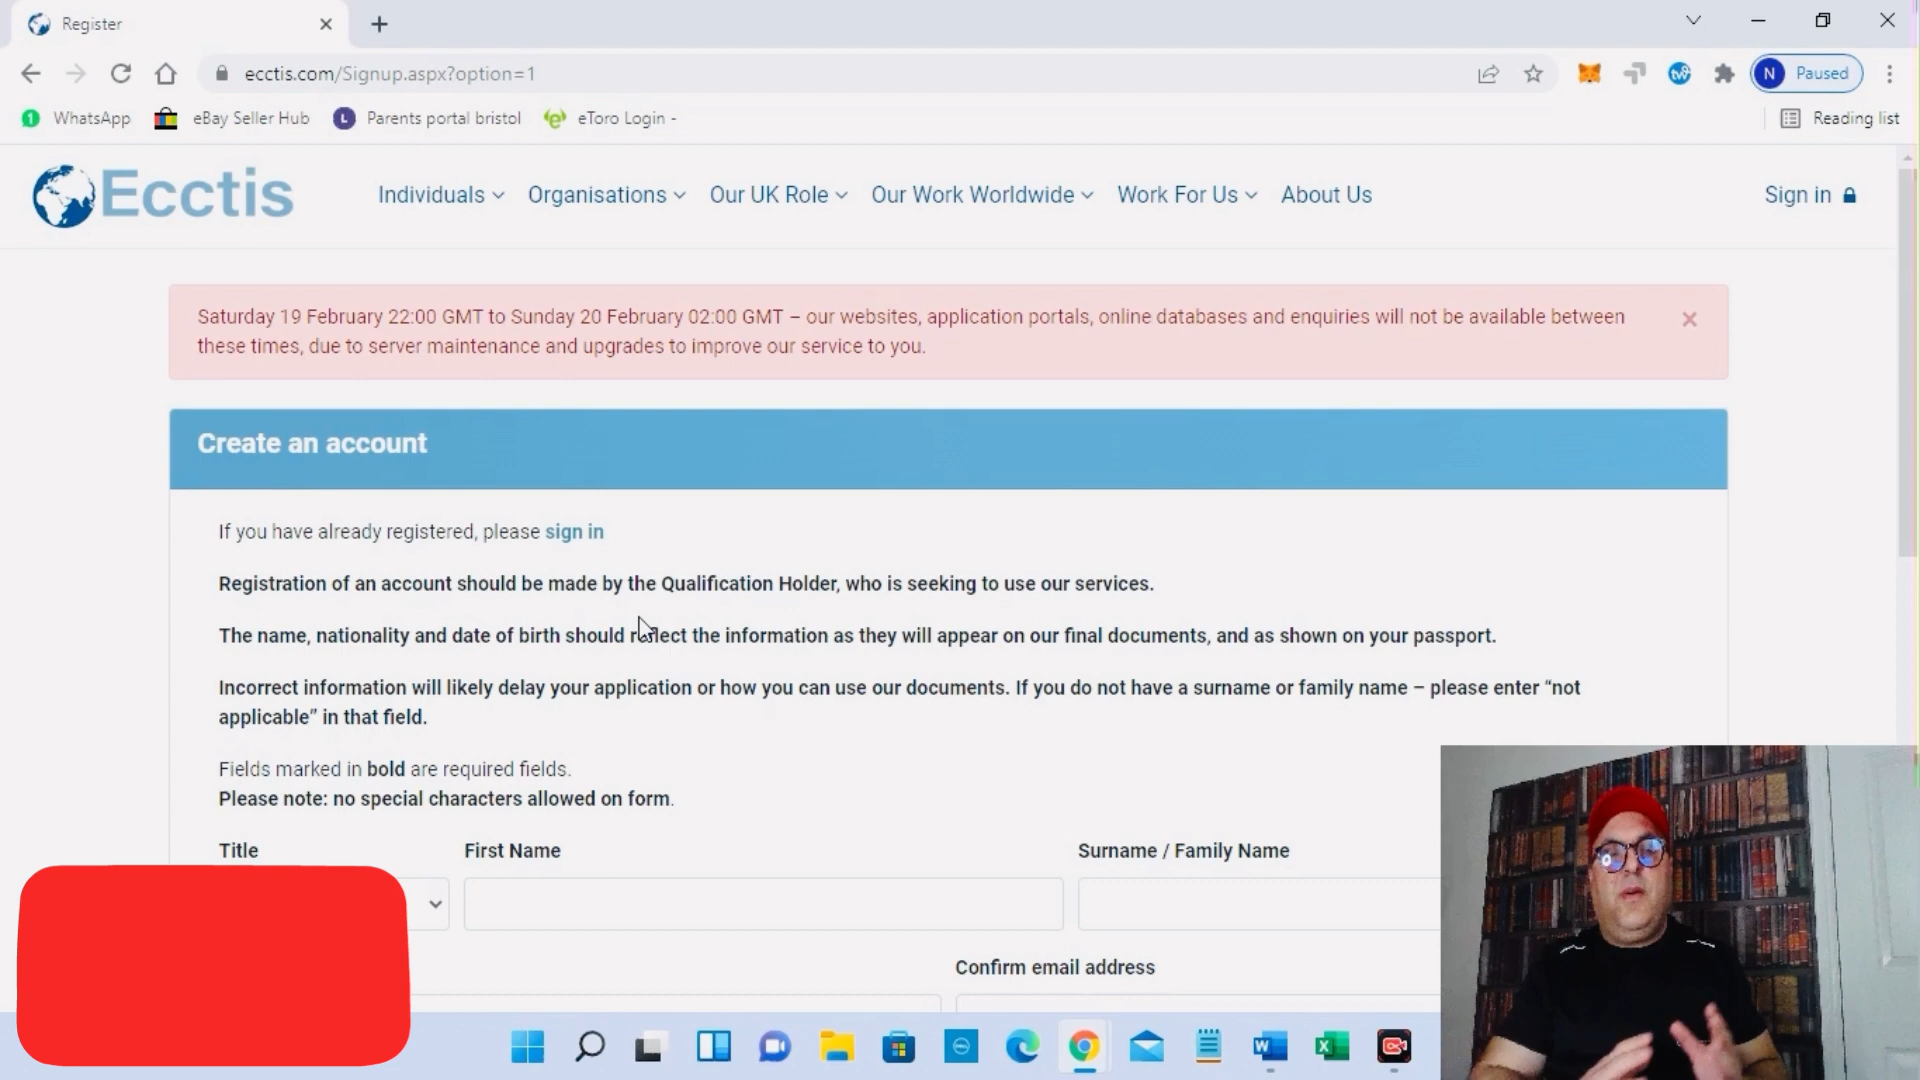 Register
ecctis.com/Signup.aspx?option=1
N Paused
WhatsApp
eBay Seller Hub
L Parents portal bristol
eToro Login -
Reading list
Ecctis
Individuals
Organisations
Our UK Role
Our Work Worldwide
Work For Us
About Us
Sign in
Saturday 19 February 22:00 GMT to Sunday 20 February 02:00 GMT – our websites, application portals, online databases and enquiries will not be available between
these times, due to server maintenance and upgrades to improve our service to you.
Create an account
If you have already registered, please sign in
Registration of an account should be made by the Qualification Holder, who is seeking to use our services.
The name, nationality and date of birth should reflect the information as they will appear on our final documents, and as shown on your passport.
Incorrect information will likely delay your application or how you can use our documents. If you do not have a surname or family name – please enter “not
applicable” in that field.
Fields marked in bold are required fields.
Please note: no special characters allowed on form.
Title
First Name
Surname / Family Name
Confirm email address